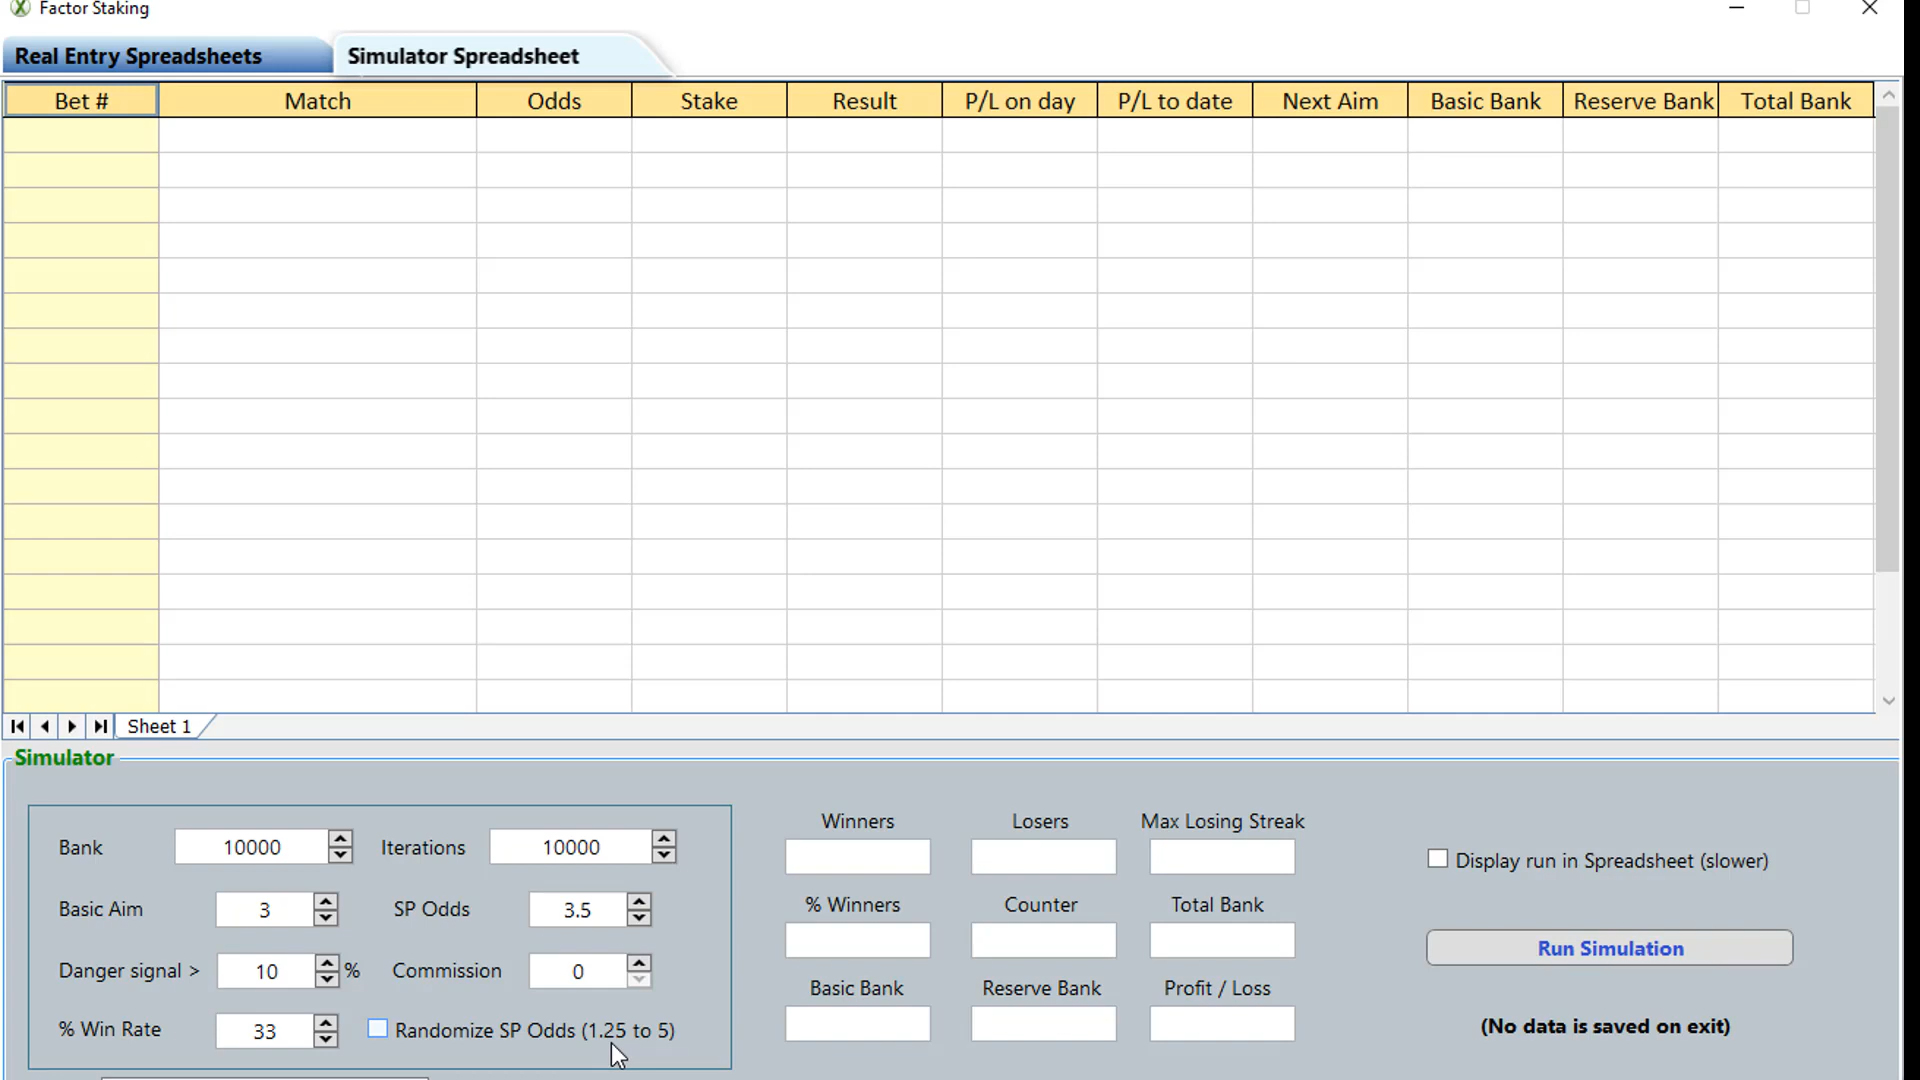 Factor Staking
Real Entry Spreadsheets Simulator Spreadsheet
Bet # Match Odds Stake Result P/L on day P/L to date Next Aim Basic Bank Reserve Bank Total Bank
Sheet 1
Simulator
Bank 10000 Iterations 10000
Basic Aim 3 SP Odds 3.5
Danger signal > 10 % Commission 0
% Win Rate 33 Randomize SP Odds (1.25 to 5)
Winners Losers Max Losing Streak
% Winners Counter Total Bank
Basic Bank Reserve Bank Profit / Loss
Display run in Spreadsheet (slower)
Run Simulation
(No data is saved on exit)